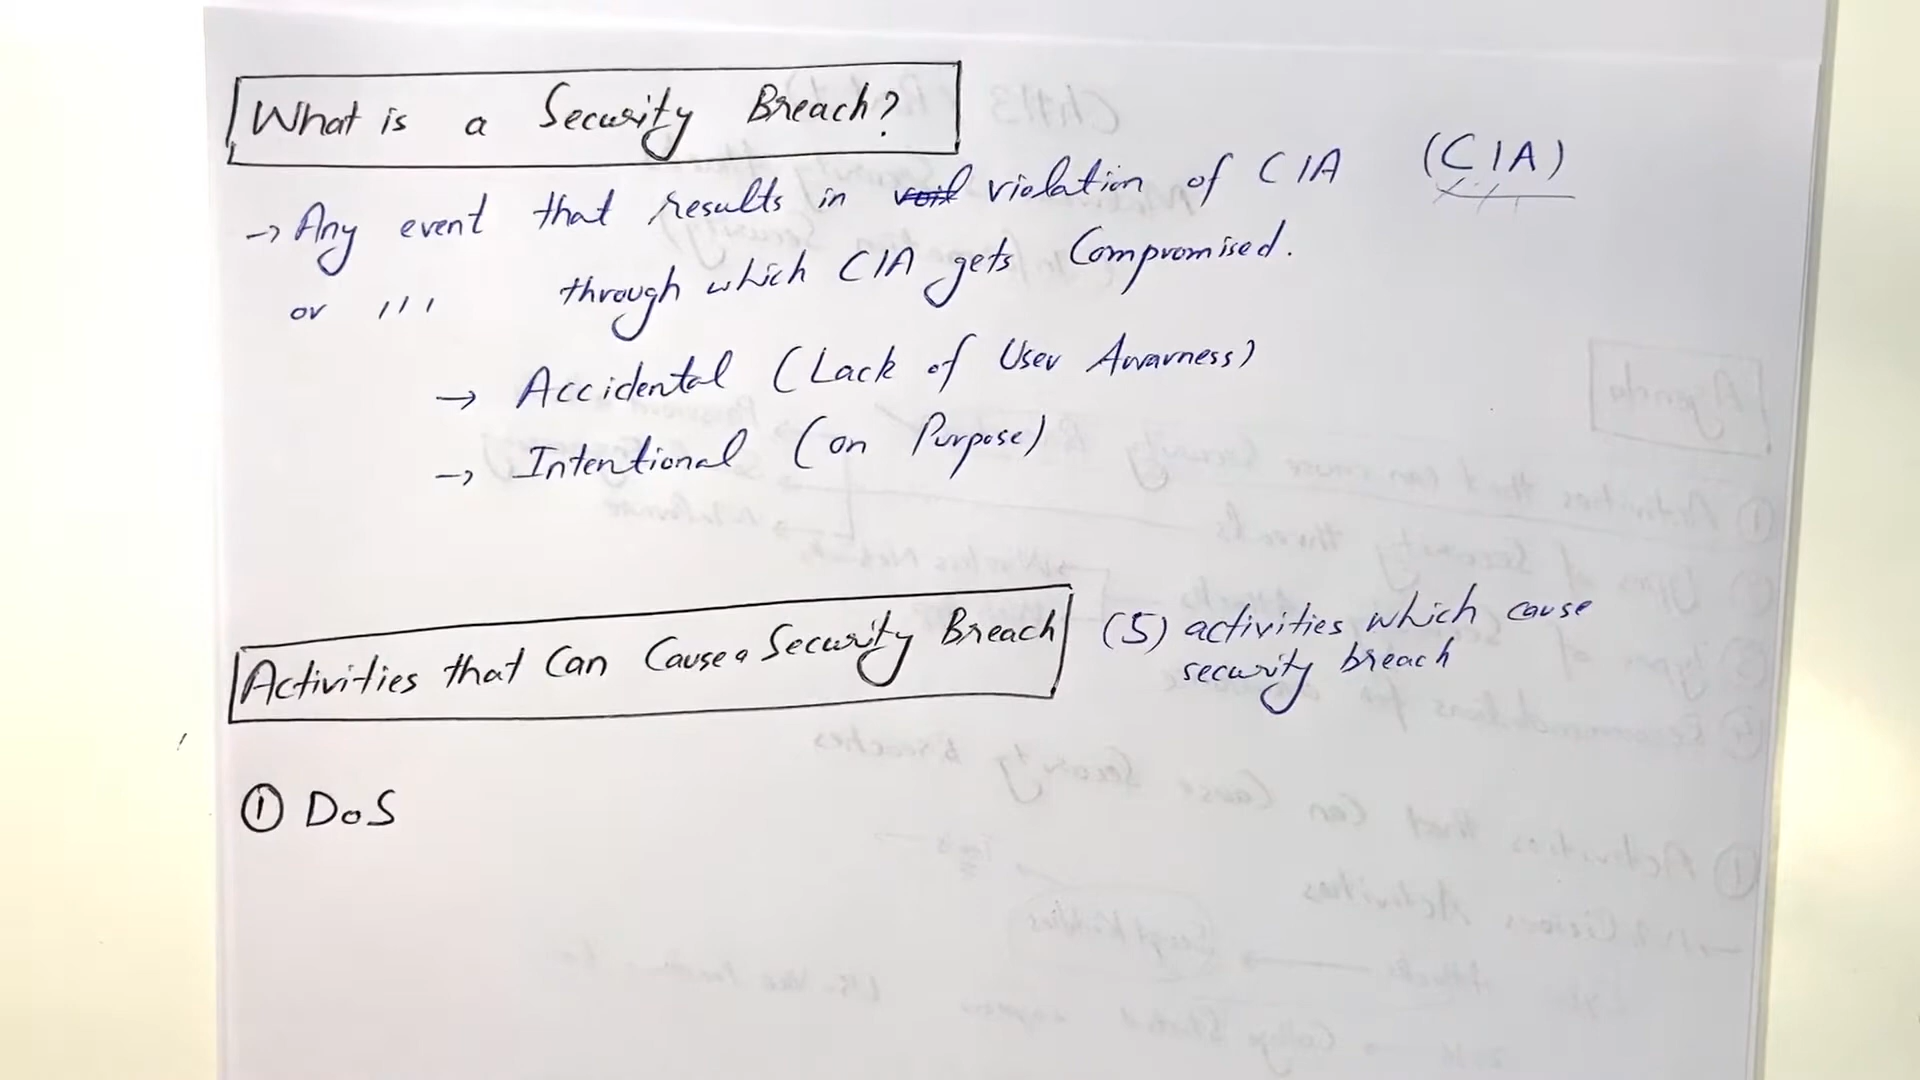 What is a Security Breach?
→ Any event that results in violation of CIA (CIA)
or ''' through which CIA gets Compromised.
→ Accidental (Lack of User Awarness)
→ Intentional (on Purpose)
Activities that Can Cause a Security Breach (5) activities which cause
security breach
① DoS